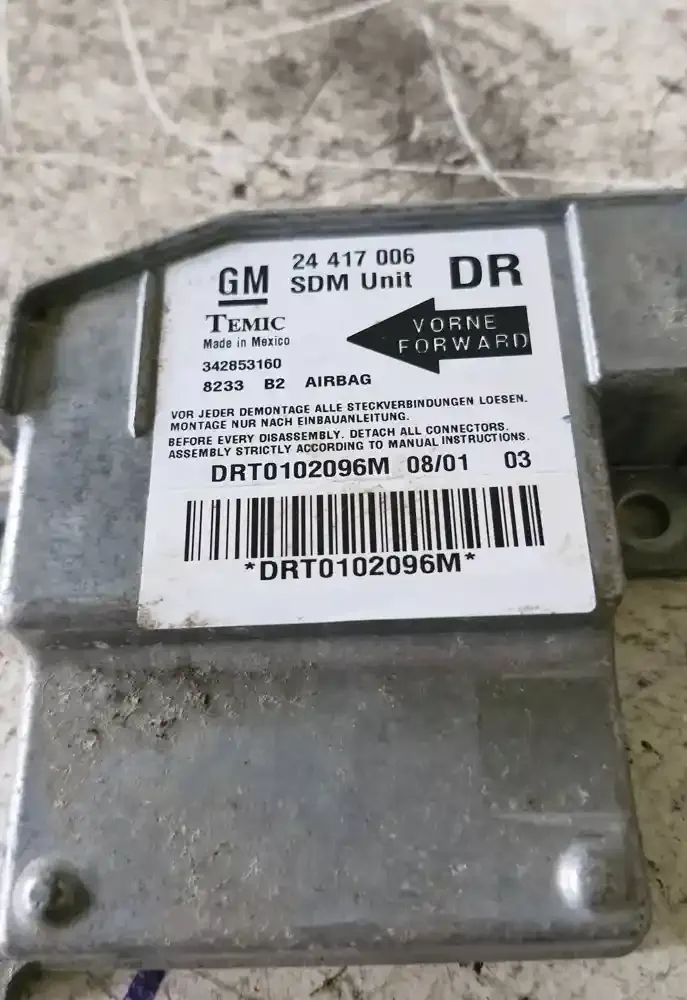 24 417 006
GM SDM Unit DR
TEMIC
Made in Mexico
VORNE
FORWARD
342853160
8233 B2 AIRBAG
VOR JEDER DEMONTAGE ALLE STECKVERBINDUNGEN LOESEN.
MONTAGE NUR NACH EINBAUANLEITUNG.
BEFORE EVERY DISASSEMBLY. DETACH ALL CONNECTORS.
ASSEMBLY STRICTLY ACCORDING TO MANUAL INSTRUCTIONS.
DRT0102096M 08/01 03
*DRT0102096M*